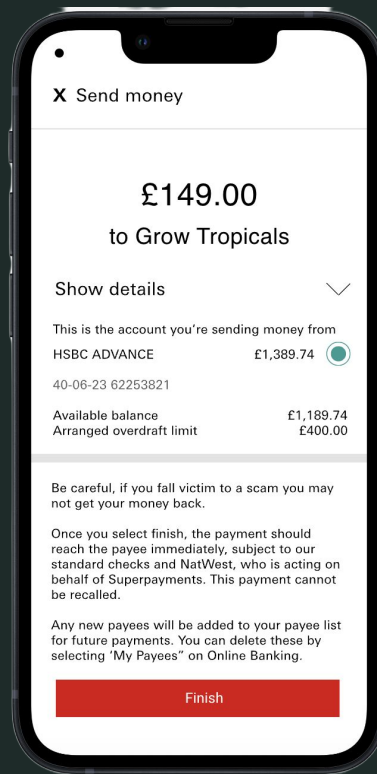 X Send money
£149.00
to Grow Tropicals
Show details
This is the account you're sending money from
HSBC ADVANCE £1,389.74
40-06-23 62253821
Available balance £1,189.74
Arranged overdraft limit £400.00
Be careful, if you fall victim to a scam you may
not get your money back.
Once you select finish, the payment should
reach the payee immediately, subject to our
standard checks and NatWest, who is acting on
behalf of Superpayments. This payment cannot
be recalled.
Any new payees will be added to your payee list
for future payments. You can delete these by
selecting 'My Payees” on Online Banking.
Finish